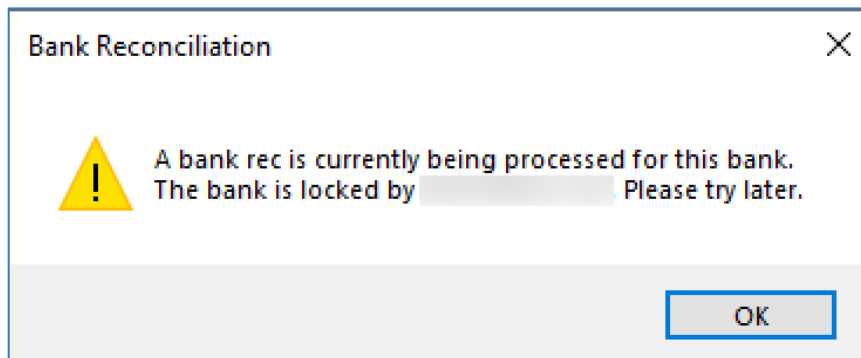 Bank Reconciliation
A bank rec is currently being processed for this bank.
The bank is locked by . Please try later.
OK